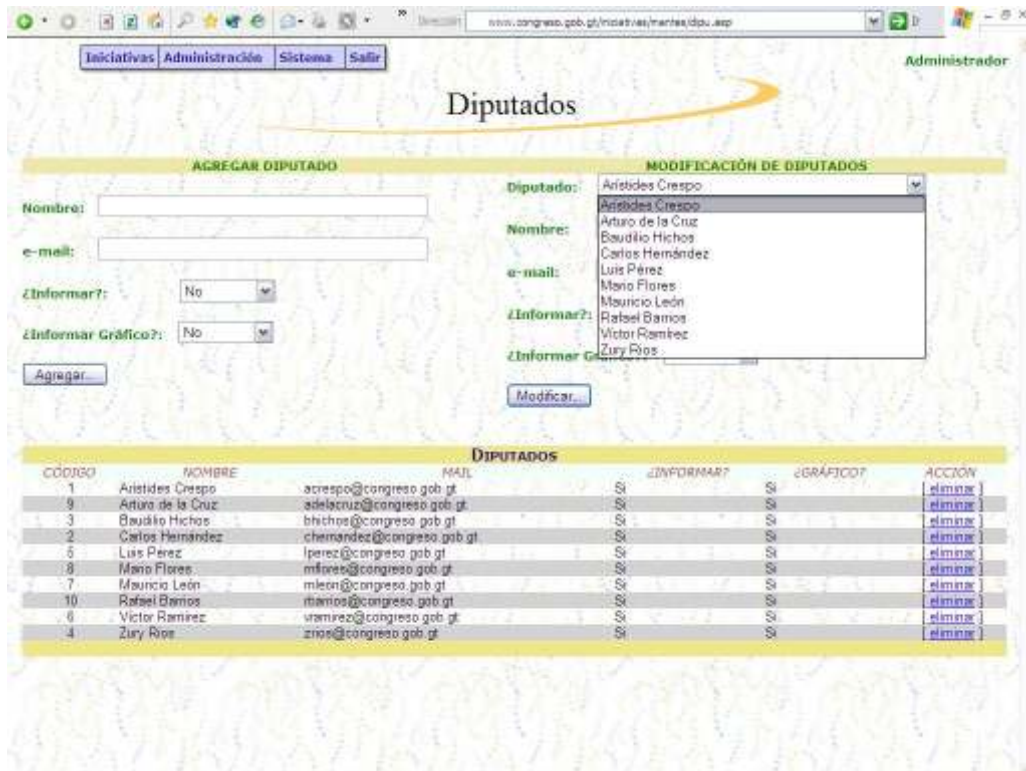 www.congreso.gob.gt/iniciativas/mantes/dipu.asp
Iniciativas Administración Sistema Salir
Administrador
Diputados
AGREGAR DIPUTADO
Nombre:
e-mail:
¿Informar?: No
¿Informar Gráfico?: No
Agregar...
MODIFICACIÓN DE DIPUTADOS
Diputado: Arístides Crespo
Arístides Crespo
Arturo de la Cruz
Baudilio Hichos
Carlos Hernández
Luis Pérez
Mario Flores
Mauricio León
Rafael Barrios
Victor Ramírez
Zury Rios
Nombre:
e-mail:
¿Informar?:
¿Informar
Modificar...
DIPUTADOS
CÓDIGO NOMBRE MAIL ¿INFORMAR? ¿GRÁFICO? ACCIÓN
1 Aristides Crespo acrespo@congreso.gob.gt Si Si [ eliminar ]
9 Arturo de la Cruz adelacruz@congreso.gob.gt Si Si [ eliminar ]
3 Baudilio Hichos bhichos@congreso.gob.gt Si Si [ eliminar ]
2 Carlos Hernández chernandez@congreso.gob.gt Si Si [ eliminar ]
5 Luis Pérez lperez@congreso.gob.gt Si Si [ eliminar ]
8 Mario Flores mflores@congreso.gob.gt Si Si [ eliminar ]
7 Mauricio León mleon@congreso.gob.gt Si Si [ eliminar ]
10 Rafael Barrios rbarrios@congreso.gob.gt Si Si [ eliminar ]
6 Victor Ramírez vramirez@congreso.gob.gt Si Si [ eliminar ]
4 Zury Rios zrios@congreso.gob.gt Si Si [ eliminar ]